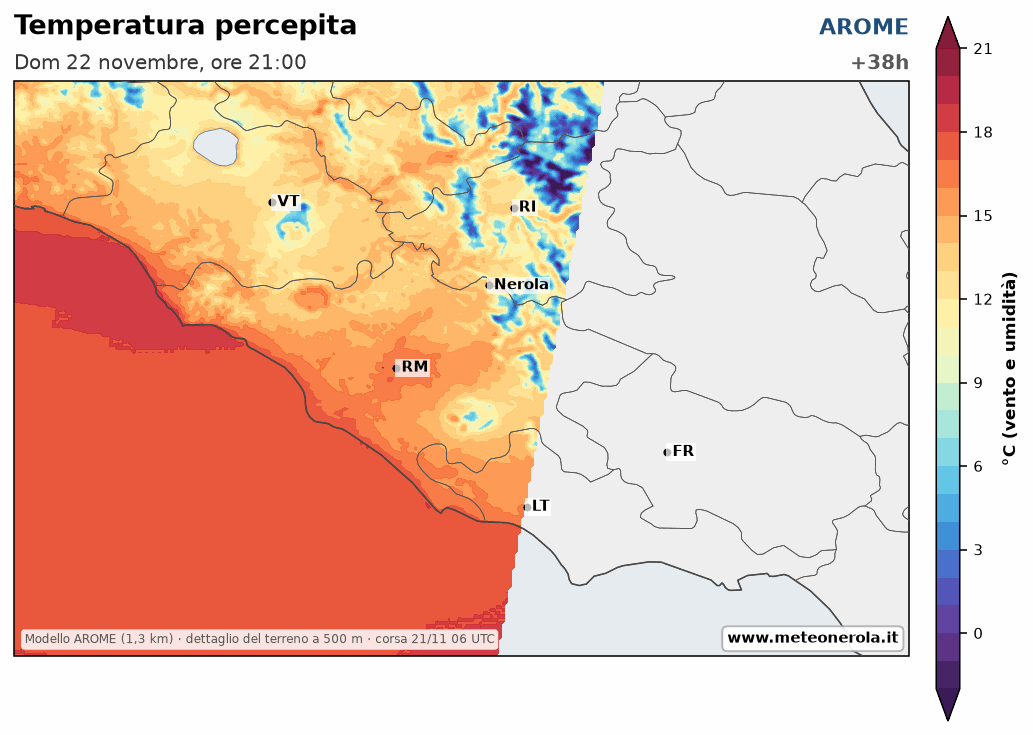 Temperatura percepita
AROME
Dom 22 novembre, ore 21:00
+38h
VT
RI
Nerola
RM
FR
LT
Modello AROME (1,3 km) · dettaglio del terreno a 500 m · corsa 21/11 06 UTC
www.meteonerola.it
21
18
15
12
9
6
3
0
°C (vento e umidità)